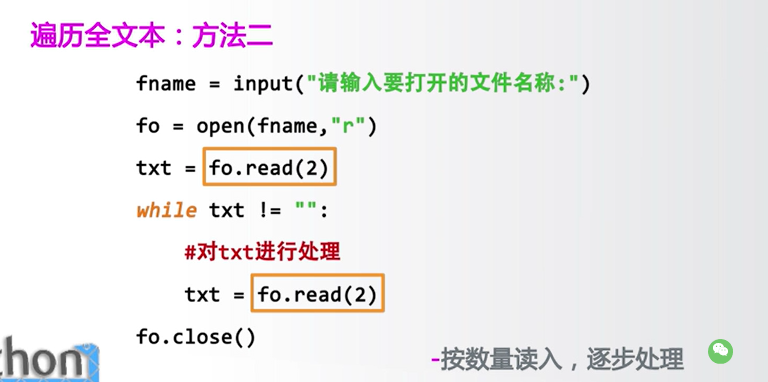 遍历全文本：方法二
fname = input("请输入要打开的文件名称:")
fo = open(fname,"r")
txt = fo.read(2)
while txt != "":
#对txt进行处理
txt = fo.read(2)
fo.close()
thon
-按数量读入，逐步处理